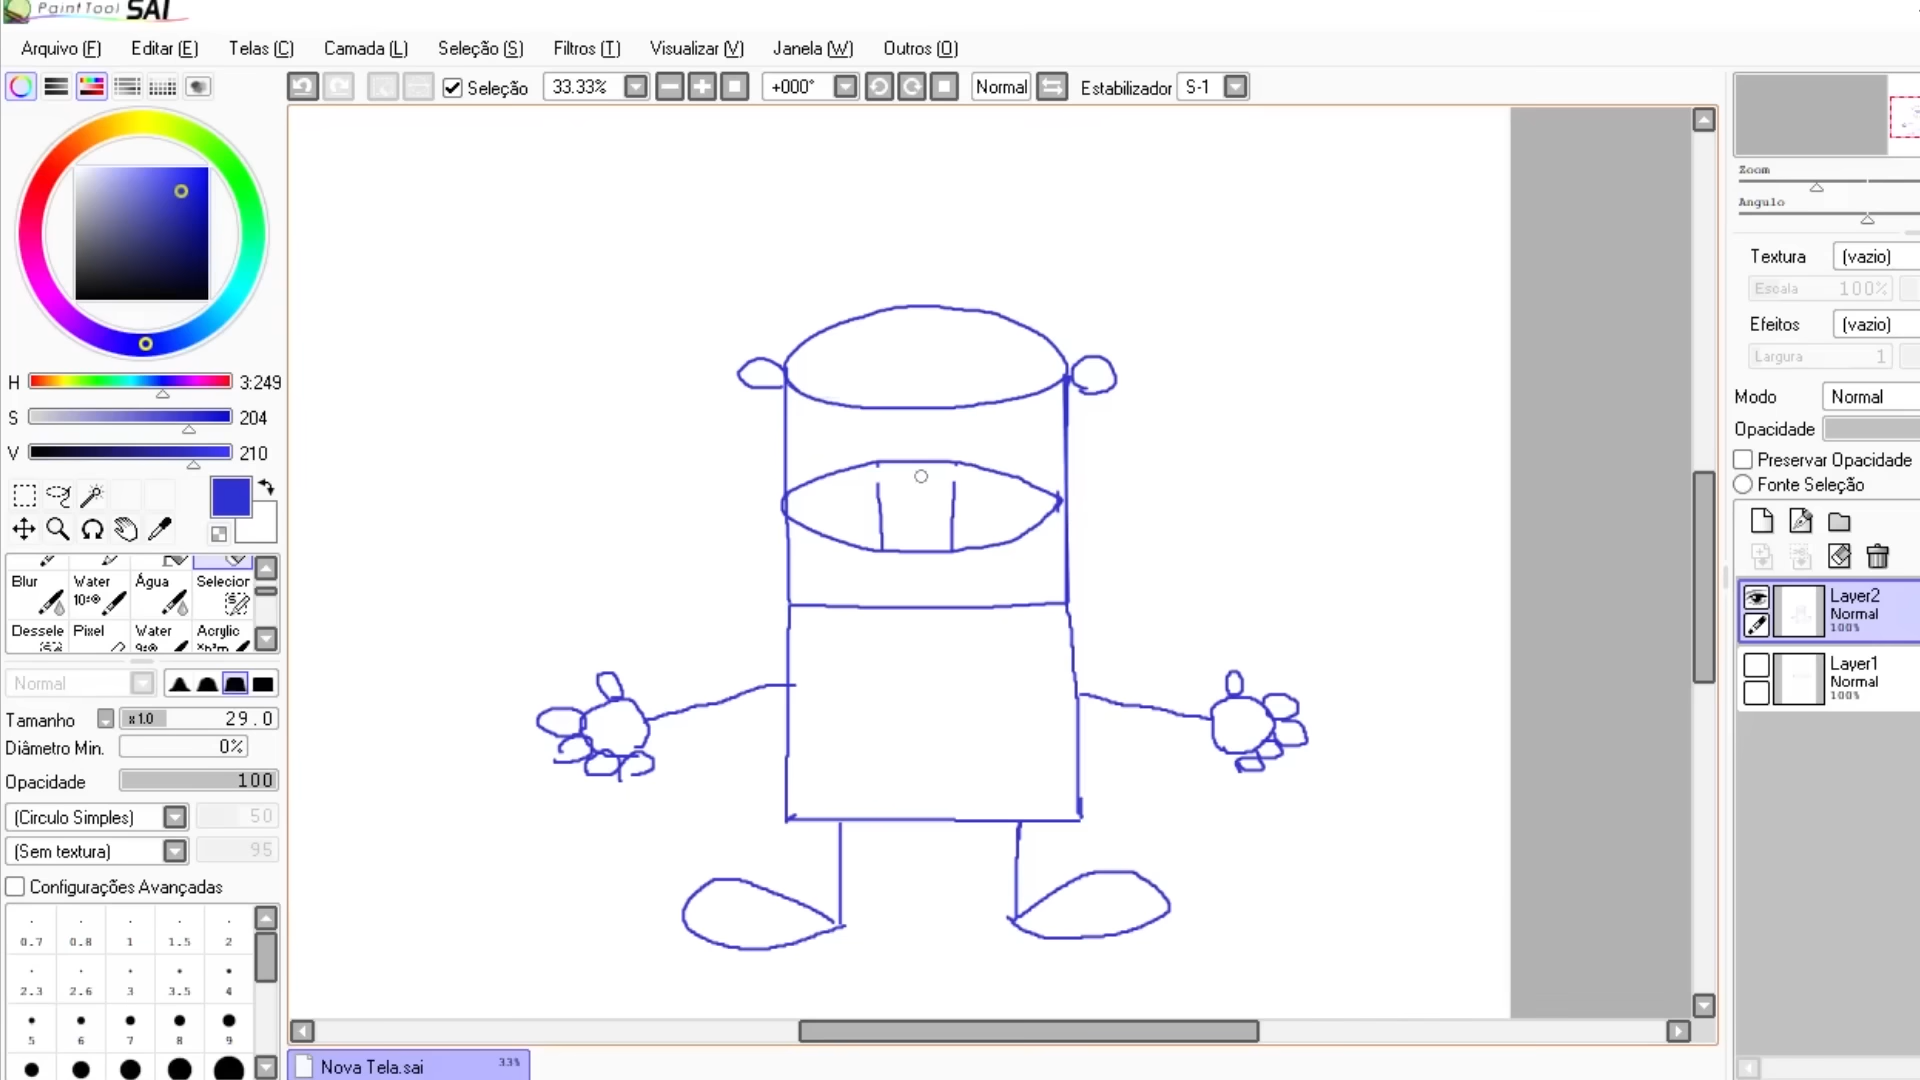 PaintTool SAI
Arquivo (F) Editar (E) Telas (C) Camada (L) Seleção (S) Filtros (T) Visualizar (V) Janela (W) Outros (O)
Seleção 33.33% +000° Normal Estabilizador S-1
Zoom
Angulo
Textura (vazio)
Escala 100%
Efeitos (vazio)
Largura 1
Modo Normal
Opacidade
Preservar Opacidade
Fonte Seleção
Layer2
Normal
100%
Layer1
Normal
100%
H 3:249
S 204
V 210
Blur Water Água Selecior
10:
Dessele Pixel Water Acrylic
Normal
Tamanho x 1.0 29.0
Diâmetro Min. 0%
Opacidade 100
(Circulo Simples) 50
(Sem textura) 95
Configurações Avançadas
0.7 0.8 1 1.5 2
2.3 2.6 3 3.5 4
5 6 7 8 9
Nova Tela.sai 33%